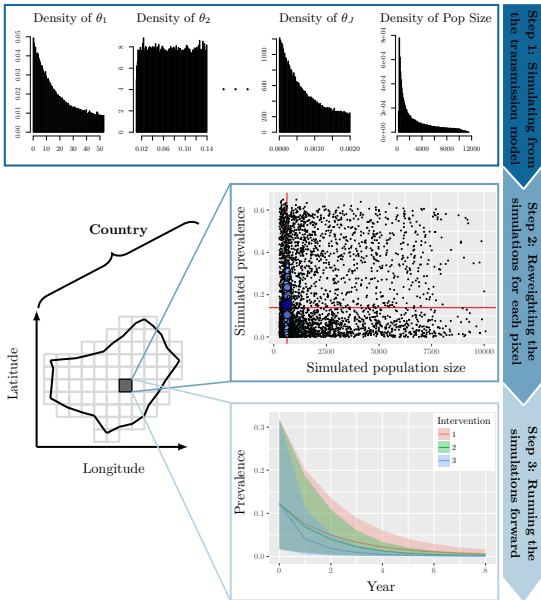 Density of θ1
Density of θ2
Density of θJ
Density of Pop Size
0.00 0.01 0.02 0.03 0.04 0.05
0 10 20 30 40 50
0 2 4 6 8
0.02 0.06 0.10 0.14
. . .
0 200 600 1000
0.0000 0.0010 0.0020
0e+00 2e-04 4e-04 6e-04 8e-04
0 4000 8000 12000
Step 1: Simulating from
the transmission model
Country
Latitude
Longitude
Simulated prevalence
0.6
0.4
0.2
0.0
0 2500 5000 7500 10000
Simulated population size
Step 2: Reweighting the
simulations for each pixel
Prevalence
0.3
0.2
0.1
0.0
Intervention
1
2
3
0 2 4 6 8
Year
Step 3: Running the
simulations forward